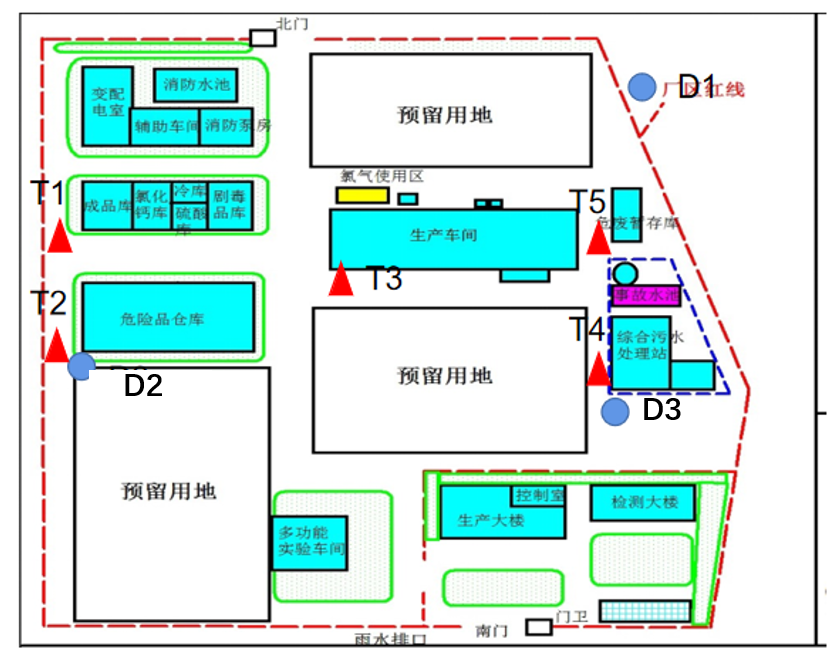 北门
D1
厂区红线
变配
电室
消防水池
辅助车间
消防泵房
预留用地
氯气使用区
T1
成品库
氯化
钙库
冷库
硫酸
库
剧毒
品库
生产车间
T5
危废暂存库
T3
T2
危险品仓库
事故水池
T4
综合污水
处理站
预留用地
D2
D3
预留用地
控制室
生产大楼
检测大楼
多功能
实验车间
门卫
南门
雨水排口